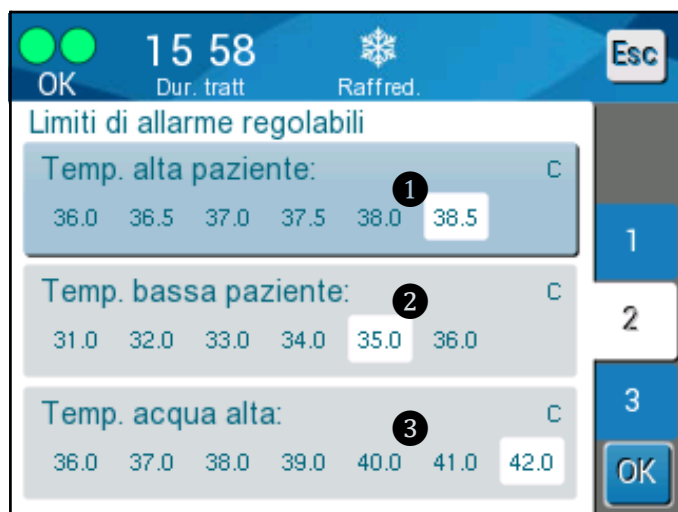 15 58
Esc
OK Dur. tratt Raffred.
Limiti di allarme regolabili
Temp. alta paziente: C
1
36.0 36.5 37.0 37.5 38.0 38.5
1
Temp. bassa paziente: C
2
31.0 32.0 33.0 34.0 35.0 36.0
2
Temp. acqua alta: C
3
36.0 37.0 38.0 39.0 40.0 41.0 42.0
3
OK